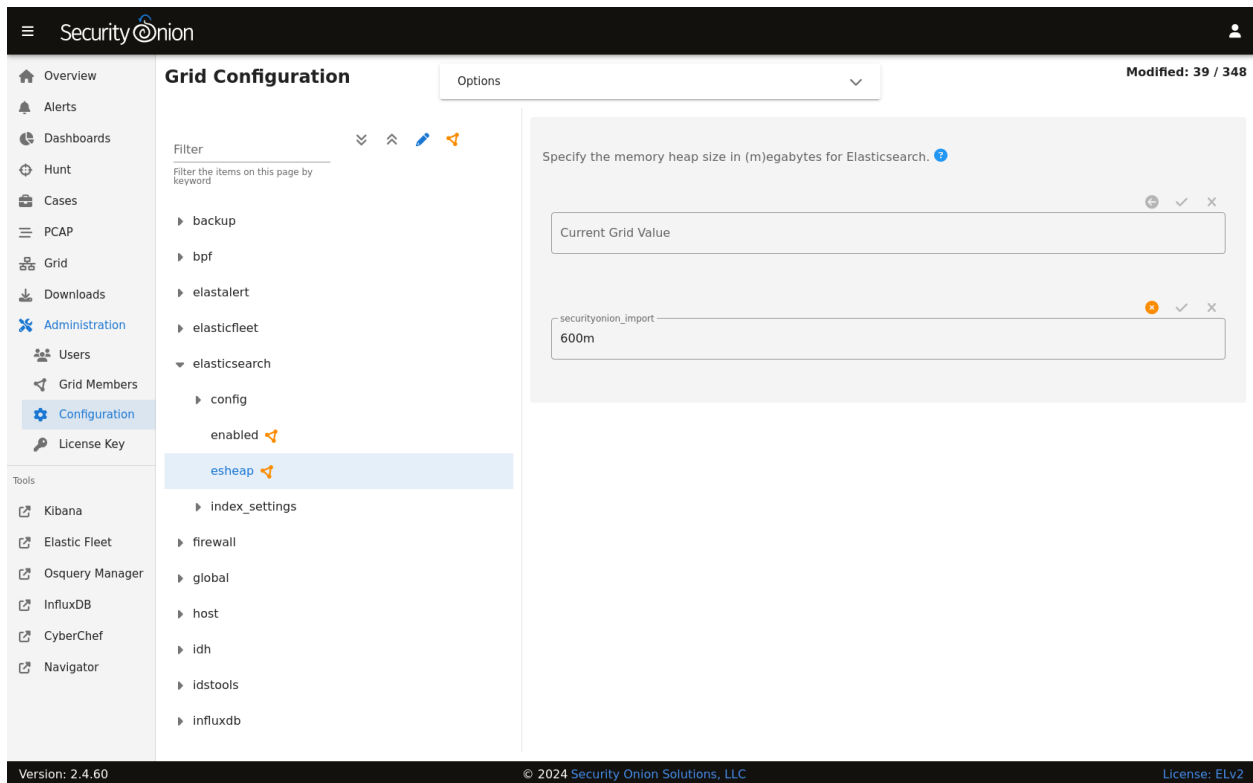 Security Onion
Overview
Alerts
Dashboards
Hunt
Cases
PCAP
Grid
Downloads
Administration
Users
Grid Members
Configuration
License Key
Tools
Kibana
Elastic Fleet
Osquery Manager
InfluxDB
CyberChef
Navigator
Grid Configuration
Options
Modified: 39 / 348
Filter
Filter the items on this page by
keyword
backup
bpf
elastalert
elasticfleet
elasticsearch
config
enabled
esheap
index_settings
firewall
global
host
idh
idstools
influxdb
Specify the memory heap size in (m)egabytes for Elasticsearch. ?
Current Grid Value
securityonion_import
600m
Version: 2.4.60
© 2024 Security Onion Solutions, LLC
License: ELv2